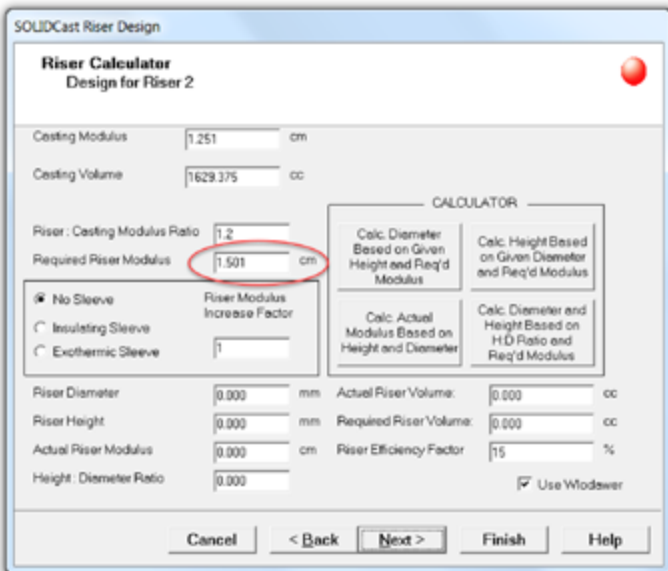 SOLIDCast Riser Design
Riser Calculator
Design for Riser 2
Casting Modulus 1.251 cm
Casting Volume 1629.375 cc
Riser : Casting Modulus Ratio 1.2
Required Riser Modulus 1.501 cm
No Sleeve
Insulating Sleeve
Exothermic Sleeve
Riser Modulus
Increase Factor
1
CALCULATOR
Calc. Diameter
Based on Given
Height and Req'd
Modulus
Calc. Height Based
on Given Diameter
and Req'd Modulus
Calc. Actual
Modulus Based on
Height and Diameter
Calc. Diameter and
Height Based on
H:D Ratio and
Req'd Modulus
Riser Diameter 0.000 mm
Riser Height 0.000 mm
Actual Riser Modulus 0.000 cm
Height : Diameter Ratio 0.000
Actual Riser Volume: 0.000 cc
Required Riser Volume: 0.000 cc
Riser Efficiency Factor 15 %
Use Wlodawer
Cancel
< Back
Next >
Finish
Help